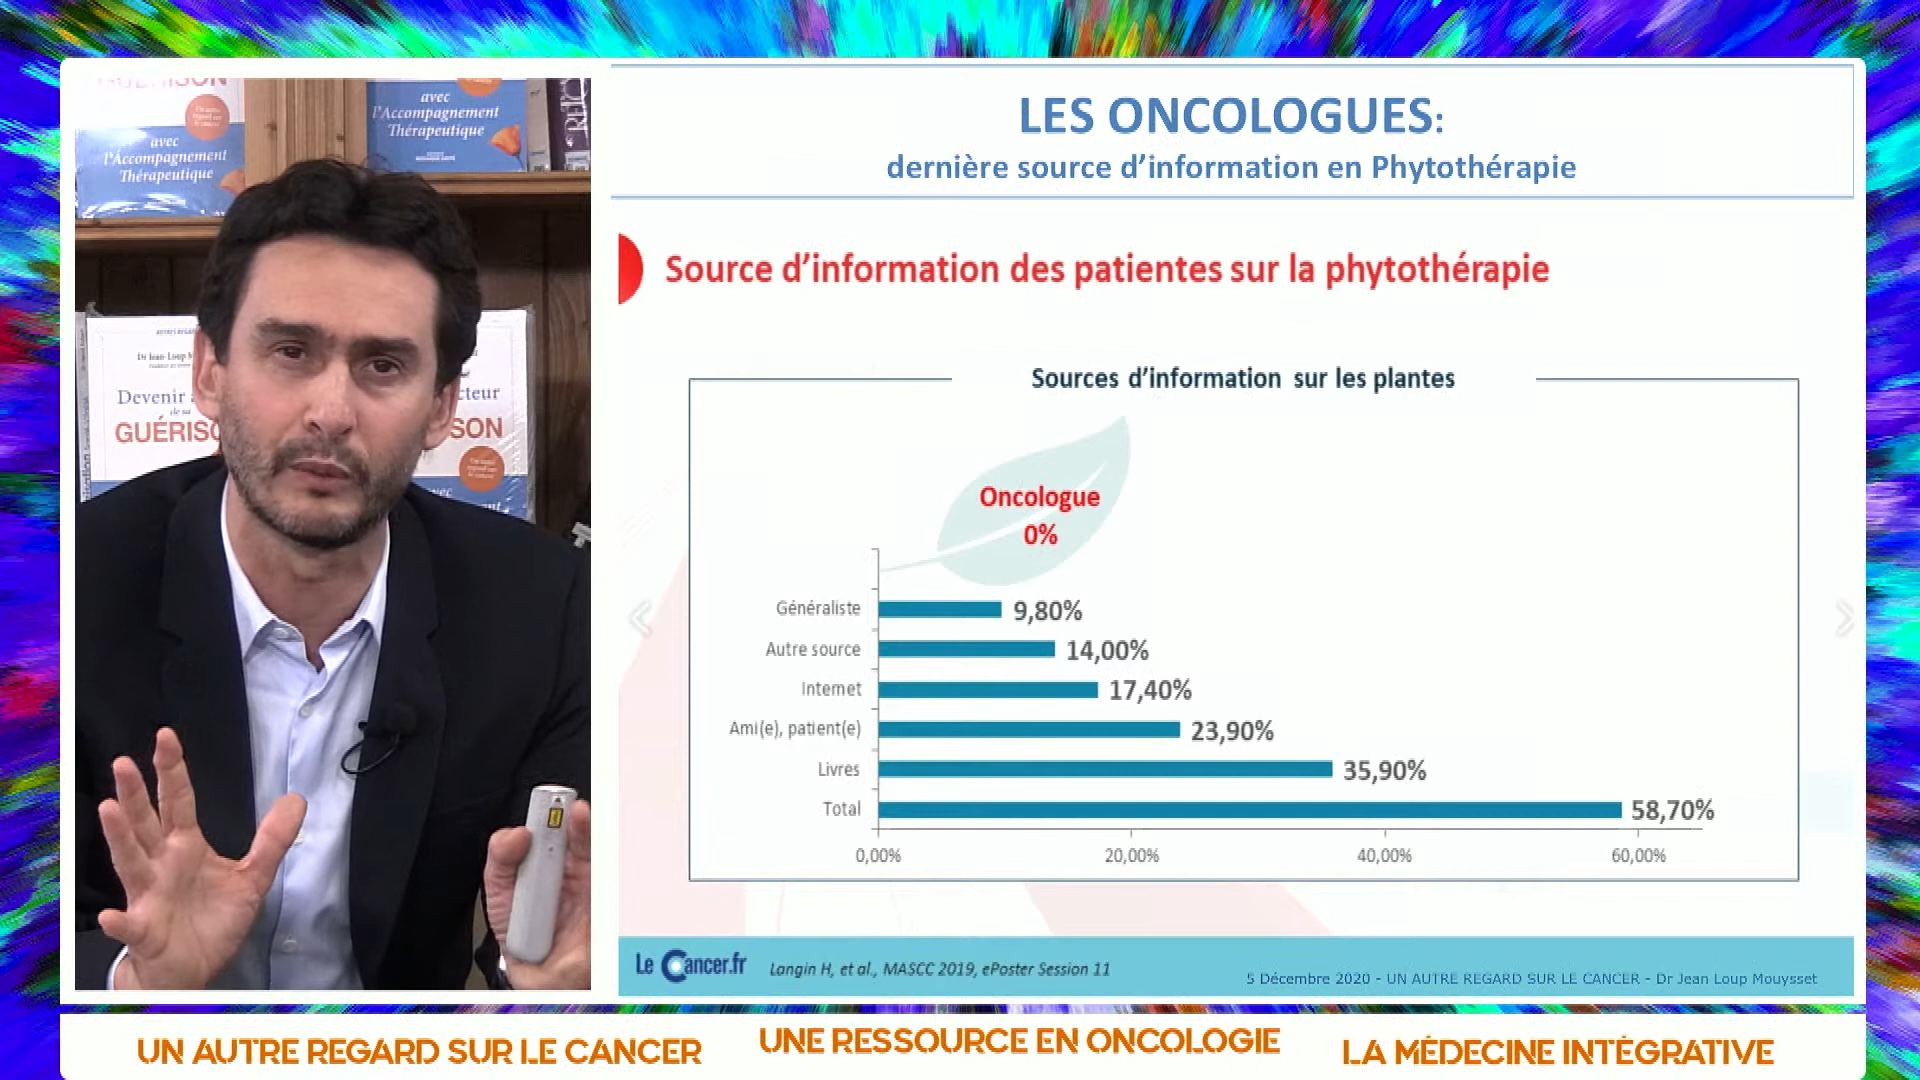 GUÉRISON
avec
l'Accompagnement
Thérapeutique
avec
l'Accompagnement
Thérapeutique
Devenir
GUÉRISO
cteur
SON
avec
LES ONCOLOGUES:
dernière source d'information en Phytothérapie
Source d'information des patientes sur la phytothérapie
Sources d'information sur les plantes
Oncologue
0%
Généraliste 9,80%
Autre source 14,00%
Internet 17,40%
Ami(e), patient(e) 23,90%
Livres 35,90%
Total 58,70%
0,00% 20,00% 40,00% 60,00%
Le Cancer.fr Langin H, et al., MASCC 2019, ePoster Session 11
5 Décembre 2020 - UN AUTRE REGARD SUR LE CANCER - Dr Jean Loup Mouysset
UN AUTRE REGARD SUR LE CANCER
UNE RESSOURCE EN ONCOLOGIE
LA MÉDECINE INTÉGRATIVE